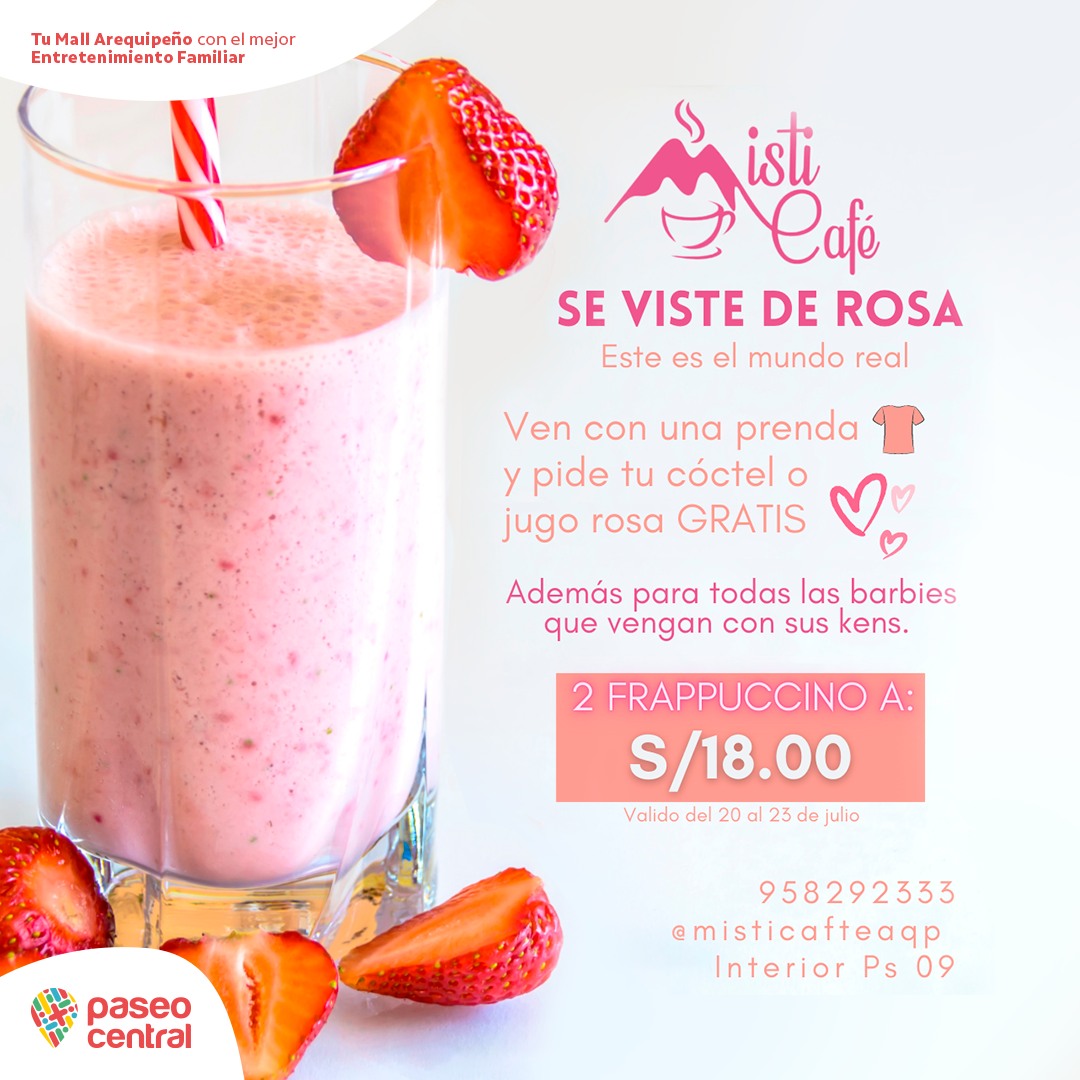 Tu Mall Arequipeño con el mejor
Entretenimiento Familiar
Misti
Café
SE VISTE DE ROSA
Este es el mundo real
Ven con una prenda
y pide tu cóctel o
jugo rosa GRATIS
Además para todas las barbies
que vengan con sus kens.
2 FRAPPUCCINO A:
S/18.00
Valido del 20 al 23 de julio
958292333
@misticafteaqp
Interior Ps 09
paseo
central